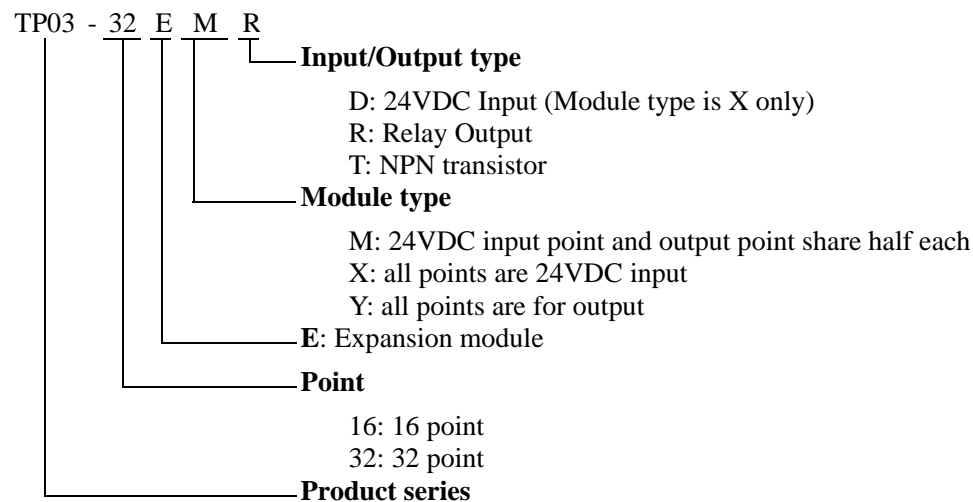 TP03 - 32 E M R
Input/Output type
D: 24VDC Input (Module type is X only)
R: Relay Output
T: NPN transistor
Module type
M: 24VDC input point and output point share half each
X: all points are 24VDC input
Y: all points are for output
E: Expansion module
Point
16: 16 point
32: 32 point
Product series